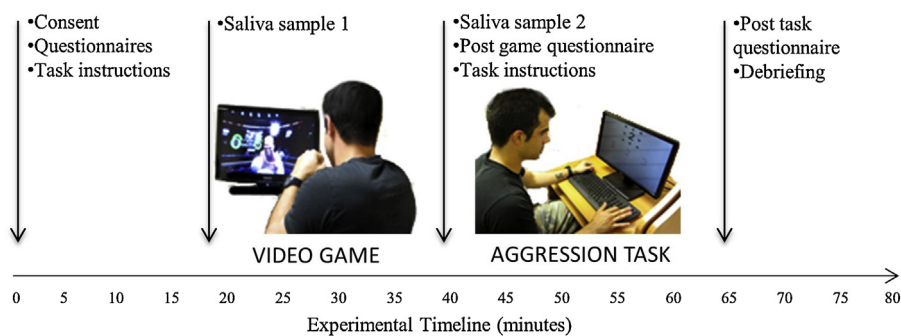 •Consent
•Questionnaires
•Task instructions
•Saliva sample 1
•Saliva sample 2
•Post game questionnaire
•Task instructions
•Post task
questionnaire
•Debriefing
VIDEO GAME
AGGRESSION TASK
0 5 10 15 20 25 30 35 40 45 50 55 60 65 70 75 80
Experimental Timeline (minutes)